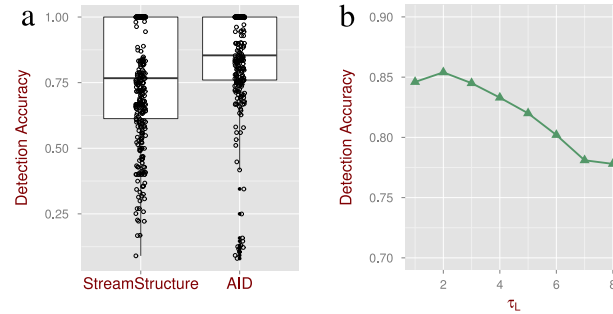 a
Detection Accuracy
1.00
0.75
0.50
0.25
StreamStructure
AID
b
Detection Accuracy
0.90
0.85
0.80
0.75
0.70
2
4
6
8
τL